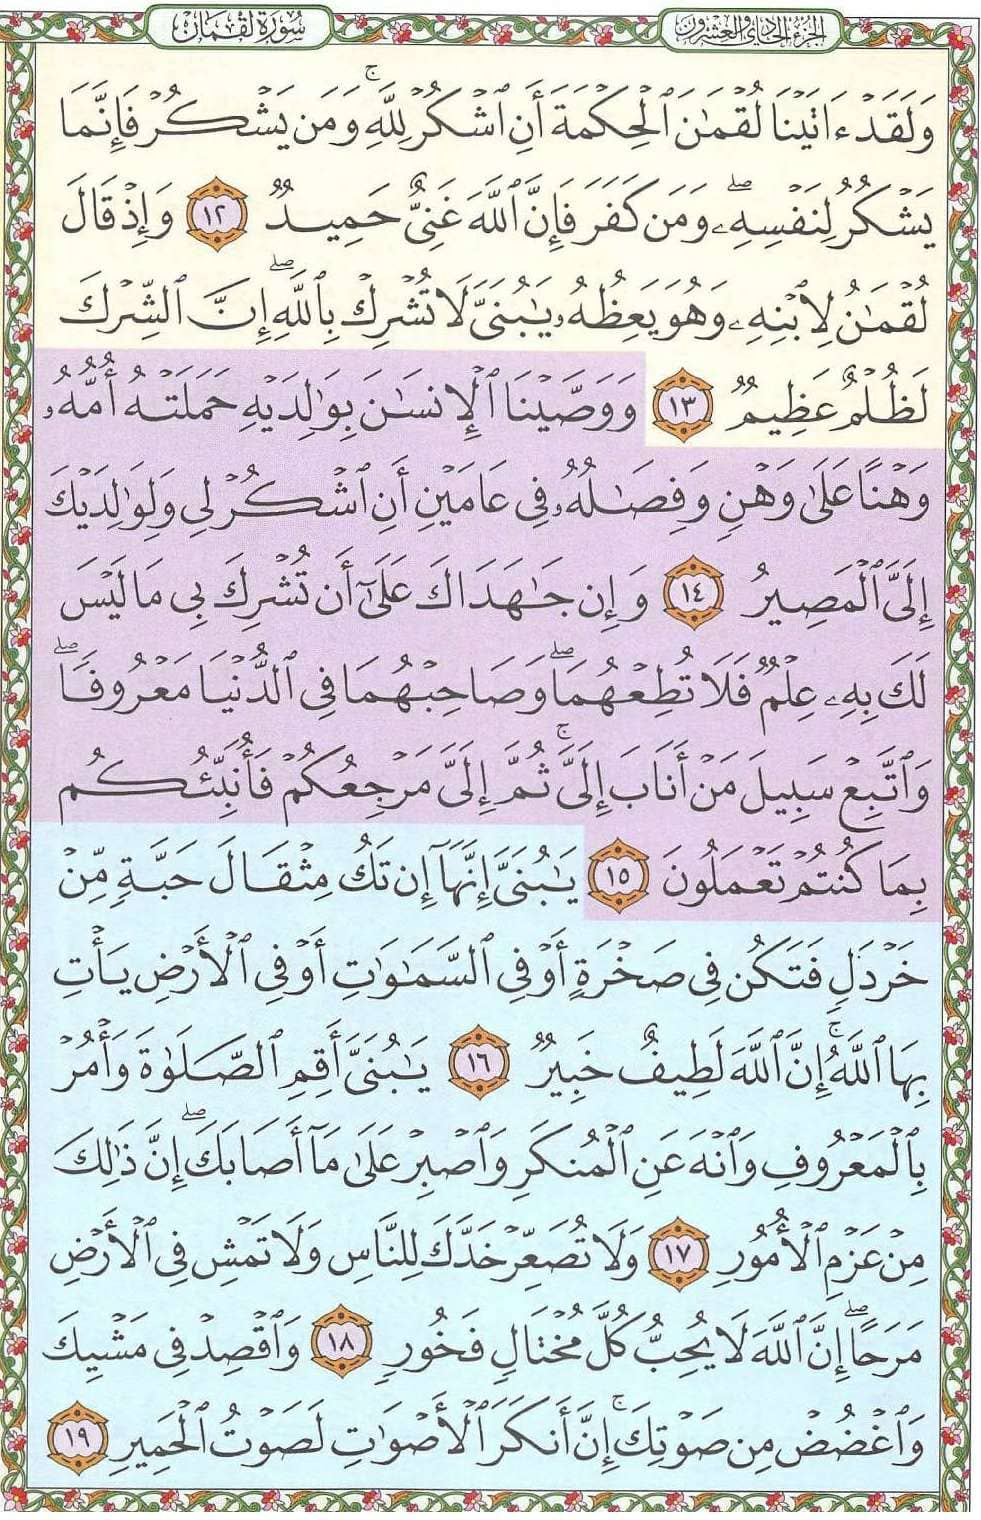 الجزء الحادي والعشرون
سورة لقمان
وَلَقَدْ ءَاتَيْنَا لُقْمَٰنَ ٱلْحِكْمَةَ أَنِ ٱشْكُرْ لِلَّهِ ۚ وَمَن يَشْكُرْ فَإِنَّمَا
يَشْكُرُ لِنَفْسِهِۦ ۖ وَمَن كَفَرَ فَإِنَّ ٱللَّهَ غَنِىٌّ حَمِيدٌ ١٢ وَإِذْ قَالَ
لُقْمَٰنُ لِٱبْنِهِۦ وَهُوَ يَعِظُهُۥ يَٰبُنَىَّ لَا تُشْرِكْ بِٱللَّهِ ۖ إِنَّ ٱلشِّرْكَ
لَظُلْمٌ عَظِيمٌ ١٣ وَوَصَّيْنَا ٱلْإِنسَٰنَ بِوَٰلِدَيْهِ حَمَلَتْهُ أُمُّهُۥ
وَهْنًا عَلَىٰ وَهْنٍ وَفِصَٰلُهُۥ فِى عَامَيْنِ أَنِ ٱشْكُرْ لِى وَلِوَٰلِدَيْكَ
إِلَىَّ ٱلْمَصِيرُ ١٤ وَإِن جَٰهَدَاكَ عَلَىٰٓ أَن تُشْرِكَ بِى مَا لَيْسَ
لَكَ بِهِۦ عِلْمٌ فَلَا تُطِعْهُمَا ۖ وَصَاحِبْهُمَا فِى ٱلدُّنْيَا مَعْرُوفًا ۖ
وَٱتَّبِعْ سَبِيلَ مَنْ أَنَابَ إِلَىَّ ۚ ثُمَّ إِلَىَّ مَرْجِعُكُمْ فَأُنَبِّئُكُم
بِمَا كُنتُمْ تَعْمَلُونَ ١٥ يَٰبُنَىَّ إِنَّهَآ إِن تَكُ مِثْقَالَ حَبَّةٍ مِّنْ
خَرْدَلٍ فَتَكُن فِى صَخْرَةٍ أَوْ فِى ٱلسَّمَٰوَٰتِ أَوْ فِى ٱلْأَرْضِ يَأْتِ
بِهَا ٱللَّهُ ۚ إِنَّ ٱللَّهَ لَطِيفٌ خَبِيرٌ ١٦ يَٰبُنَىَّ أَقِمِ ٱلصَّلَوٰةَ وَأْمُرْ
بِٱلْمَعْرُوفِ وَٱنْهَ عَنِ ٱلْمُنكَرِ وَٱصْبِرْ عَلَىٰ مَآ أَصَابَكَ ۖ إِنَّ ذَٰلِكَ
مِنْ عَزْمِ ٱلْأُمُورِ ١٧ وَلَا تُصَعِّرْ خَدَّكَ لِلنَّاسِ وَلَا تَمْشِ فِى ٱلْأَرْضِ
مَرَحًا ۖ إِنَّ ٱللَّهَ لَا يُحِبُّ كُلَّ مُخْتَالٍ فَخُورٍ ١٨ وَٱقْصِدْ فِى مَشْيِكَ
وَٱغْضُضْ مِن صَوْتِكَ ۚ إِنَّ أَنكَرَ ٱلْأَصْوَٰتِ لَصَوْتُ ٱلْحَمِيرِ ١٩